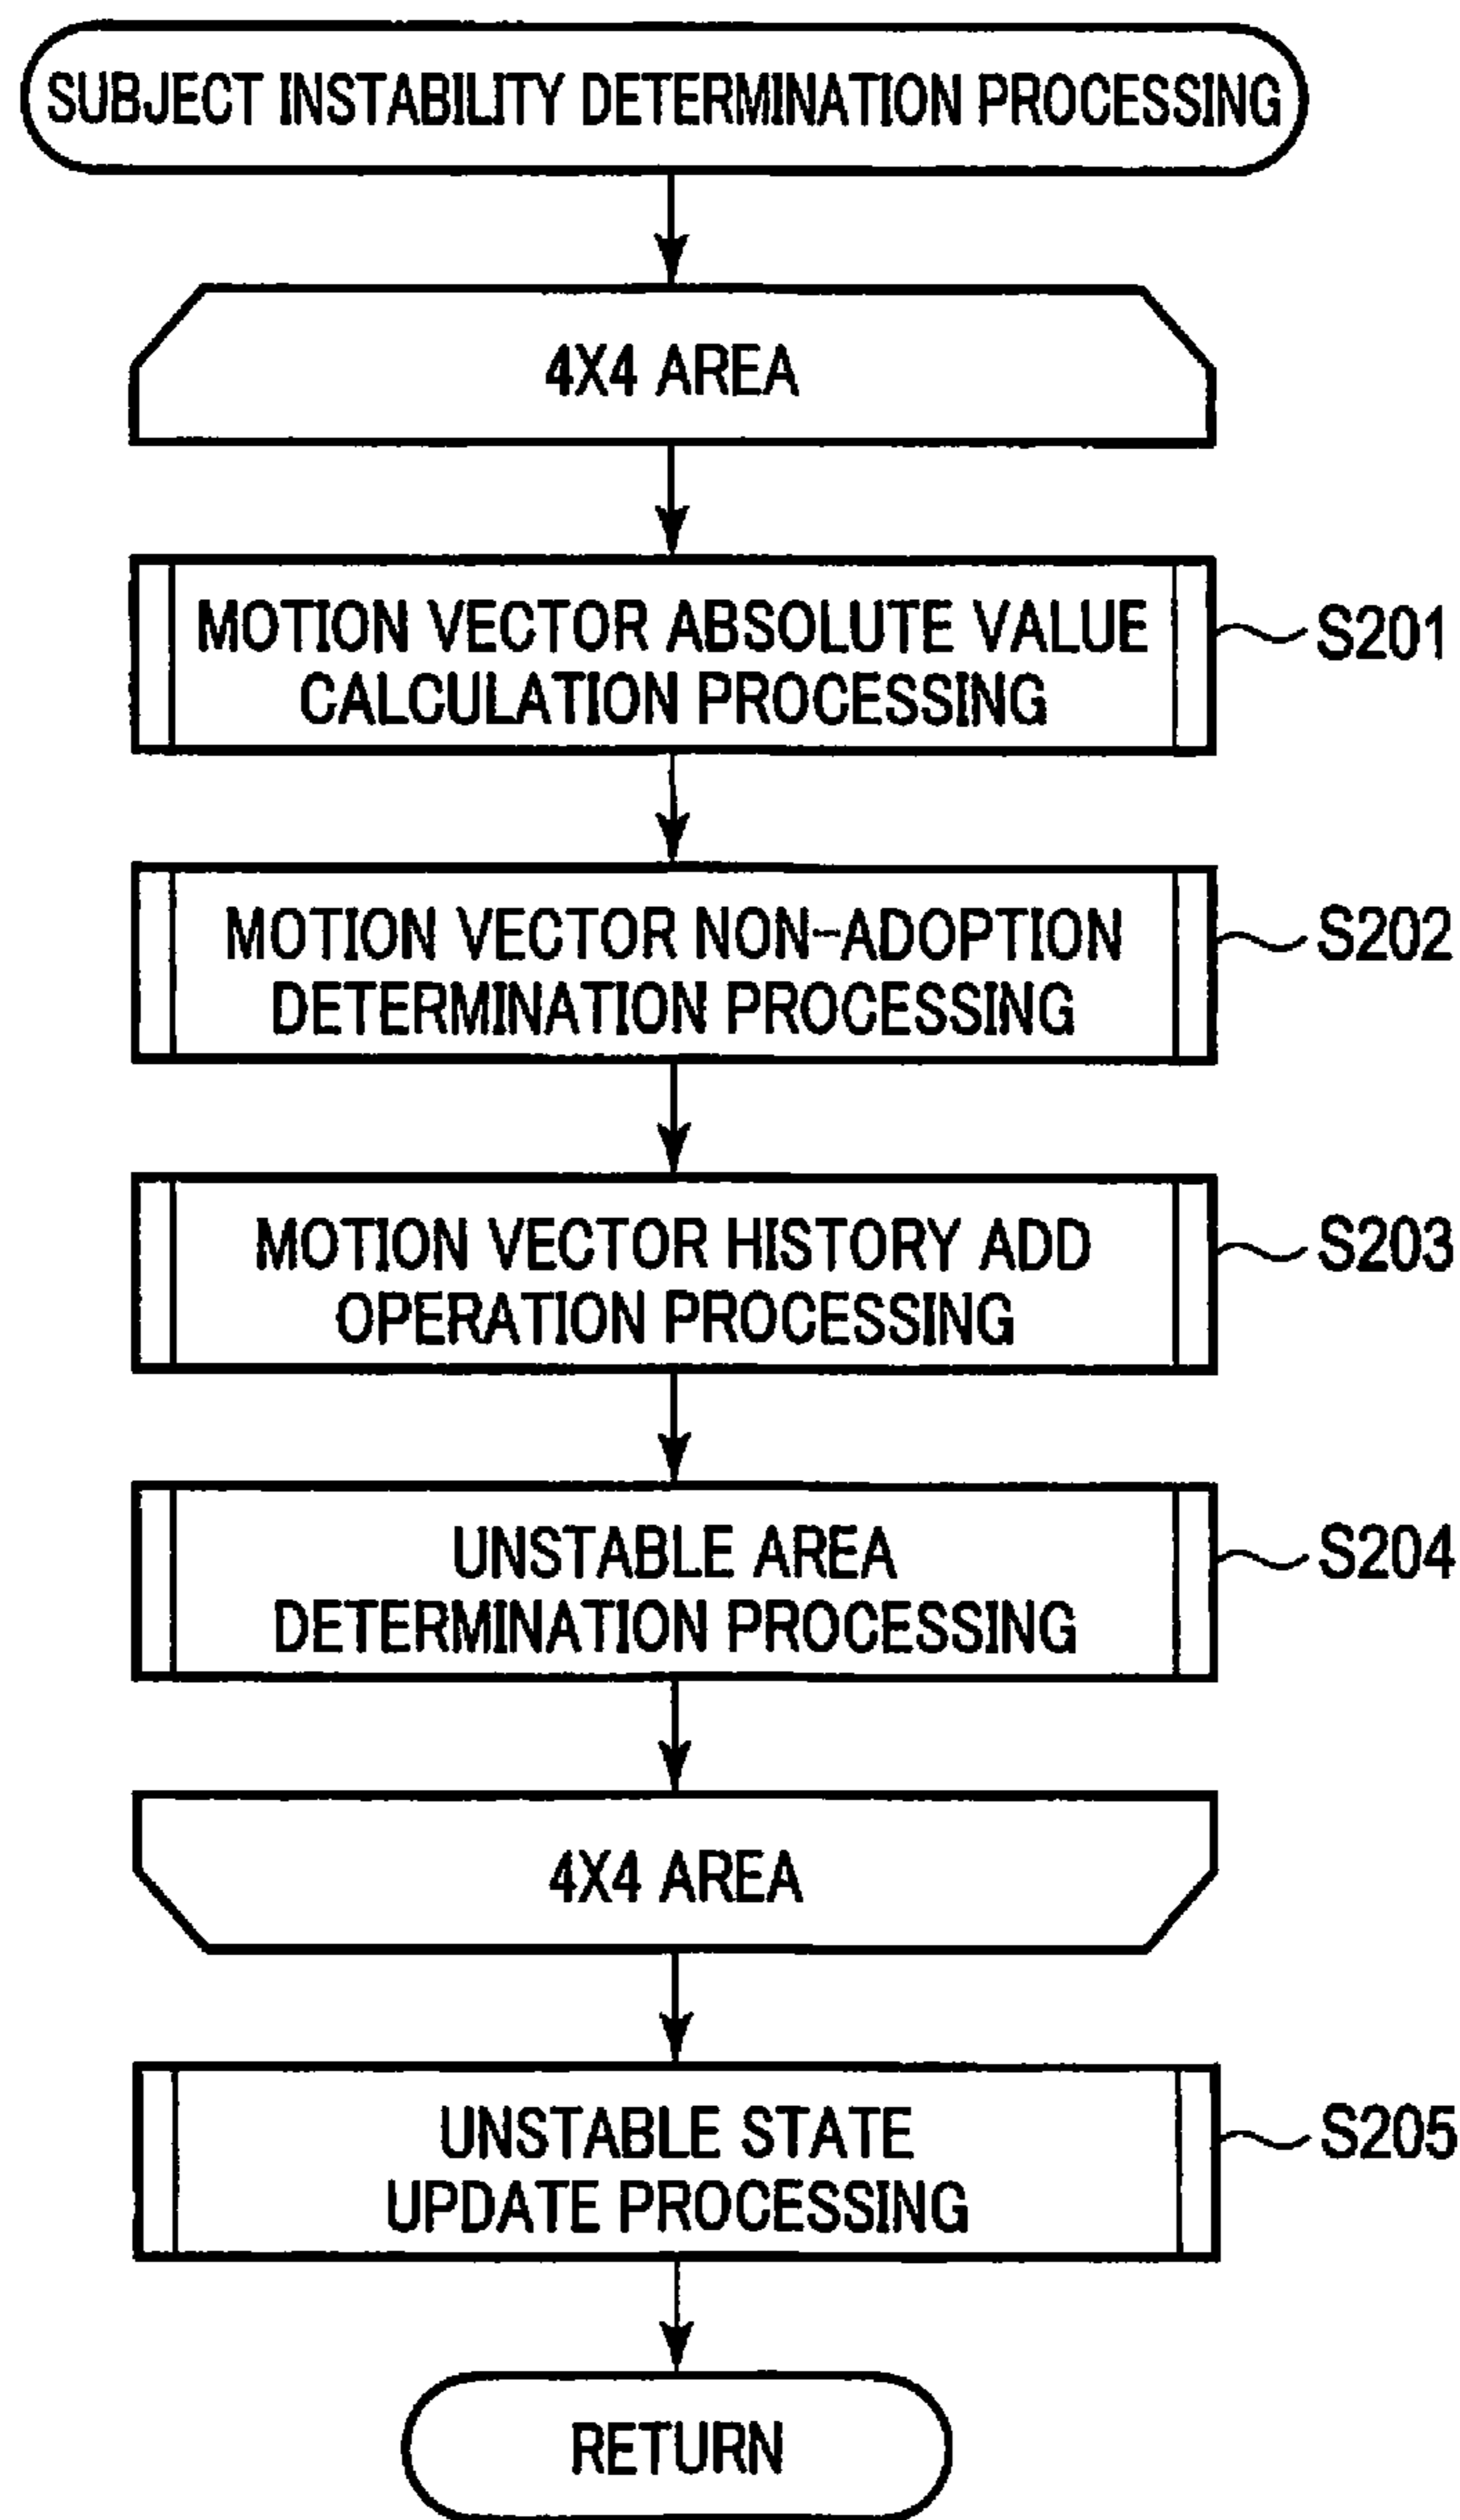 SUBJECT INSTABILITY DETERMINATION PROCESSING
4X4 AREA
MOTION VECTOR ABSOLUTE VALUE
CALCULATION PROCESSING
S201
MOTION VECTOR NON-ADOPTION
DETERMINATION PROCESSING
S202
MOTION VECTOR HISTORY ADD
OPERATION PROCESSING
S203
UNSTABLE AREA
DETERMINATION PROCESSING
S204
4X4 AREA
UNSTABLE STATE
UPDATE PROCESSING
S205
RETURN